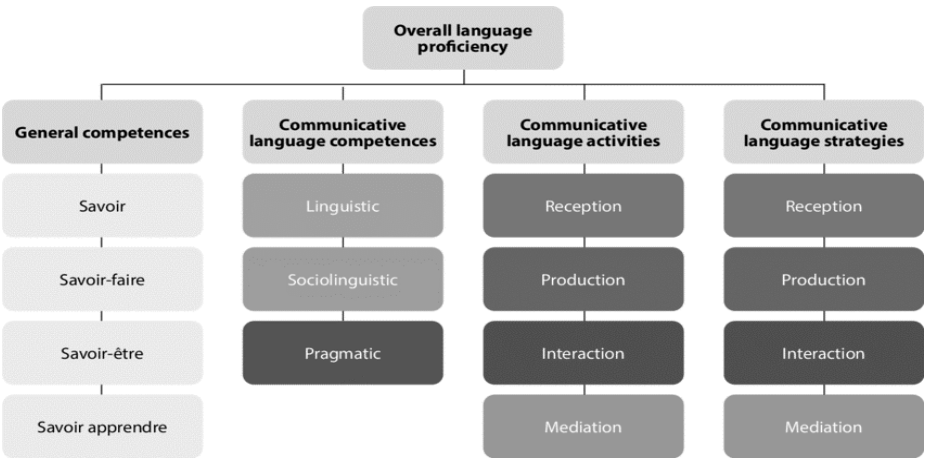 Overall language
proficiency
General competences
Savoir
Savoir-faire
Savoir-être
Savoir apprendre
Communicative
language competences
Linguistic
Sociolinguistic
Pragmatic
Communicative
language activities
Reception
Production
Interaction
Mediation
Communicative
language strategies
Reception
Production
Interaction
Mediation